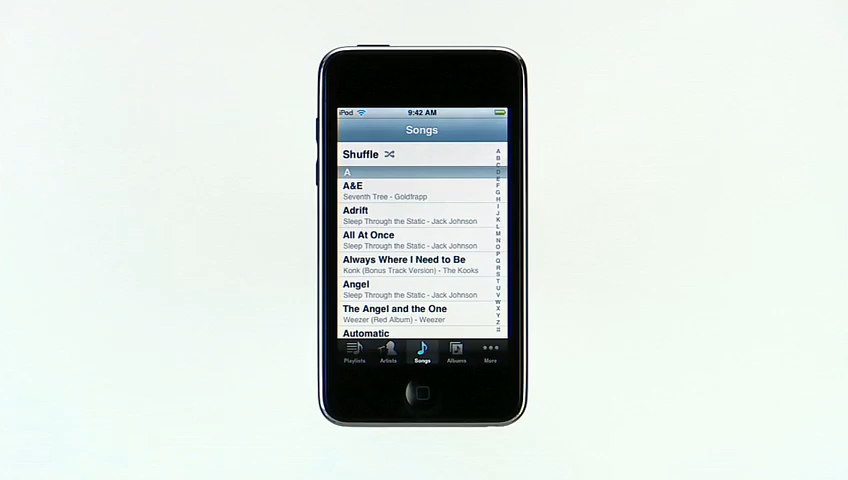 iPod 9:42 AM
Songs
Shuffle
A
A&E
Seventh Tree - Goldfrapp
Adrift
Sleep Through the Static - Jack Johnson
All At Once
Sleep Through the Static - Jack Johnson
Always Where I Need to Be
Konk (Bonus Track Version) - The Kooks
Angel
Sleep Through the Static - Jack Johnson
The Angel and the One
Weezer (Red Album) - Weezer
Automatic
A
B
C
D
E
F
G
H
I
J
K
L
M
N
O
P
Q
R
S
T
U
V
W
X
Y
Z
#
Playlists Artists Songs Albums More